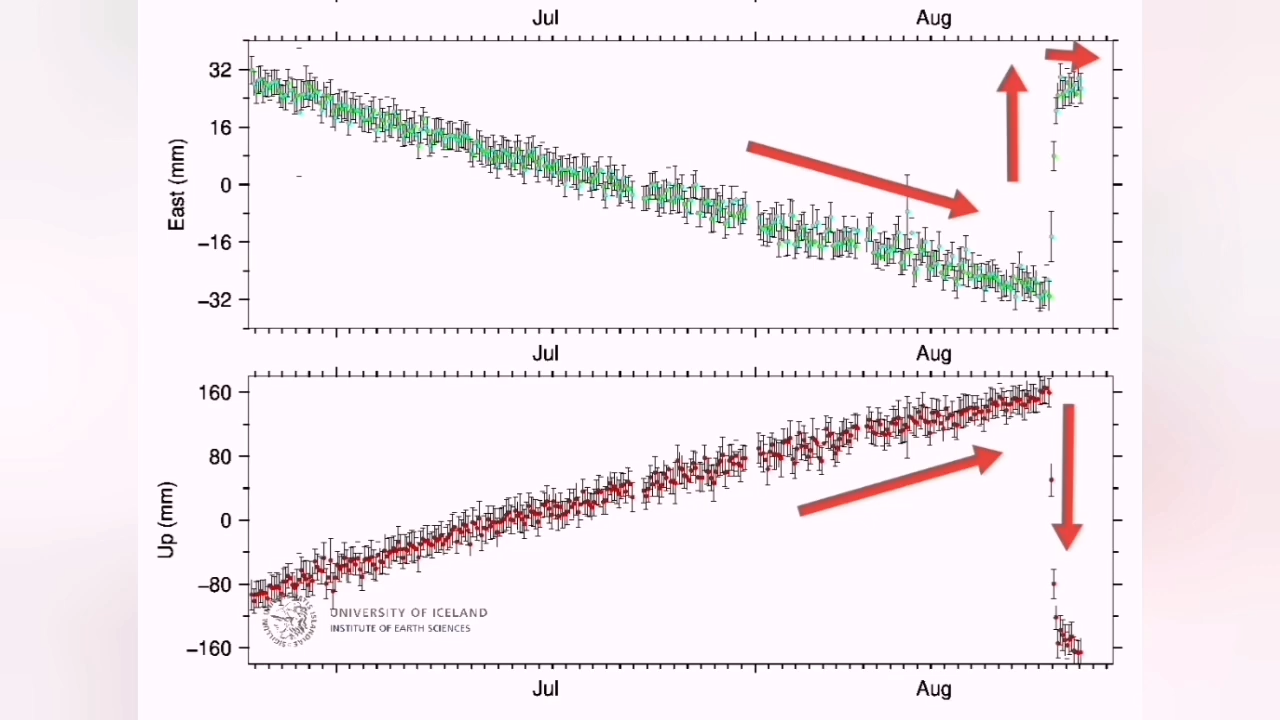 Jul Aug
32
16
0
−16
−32
East (mm)
Jul Aug
160
80
0
−80
−160
Up (mm)
UNIVERSITY OF ICELAND
INSTITUTE OF EARTH SCIENCES
Jul Aug